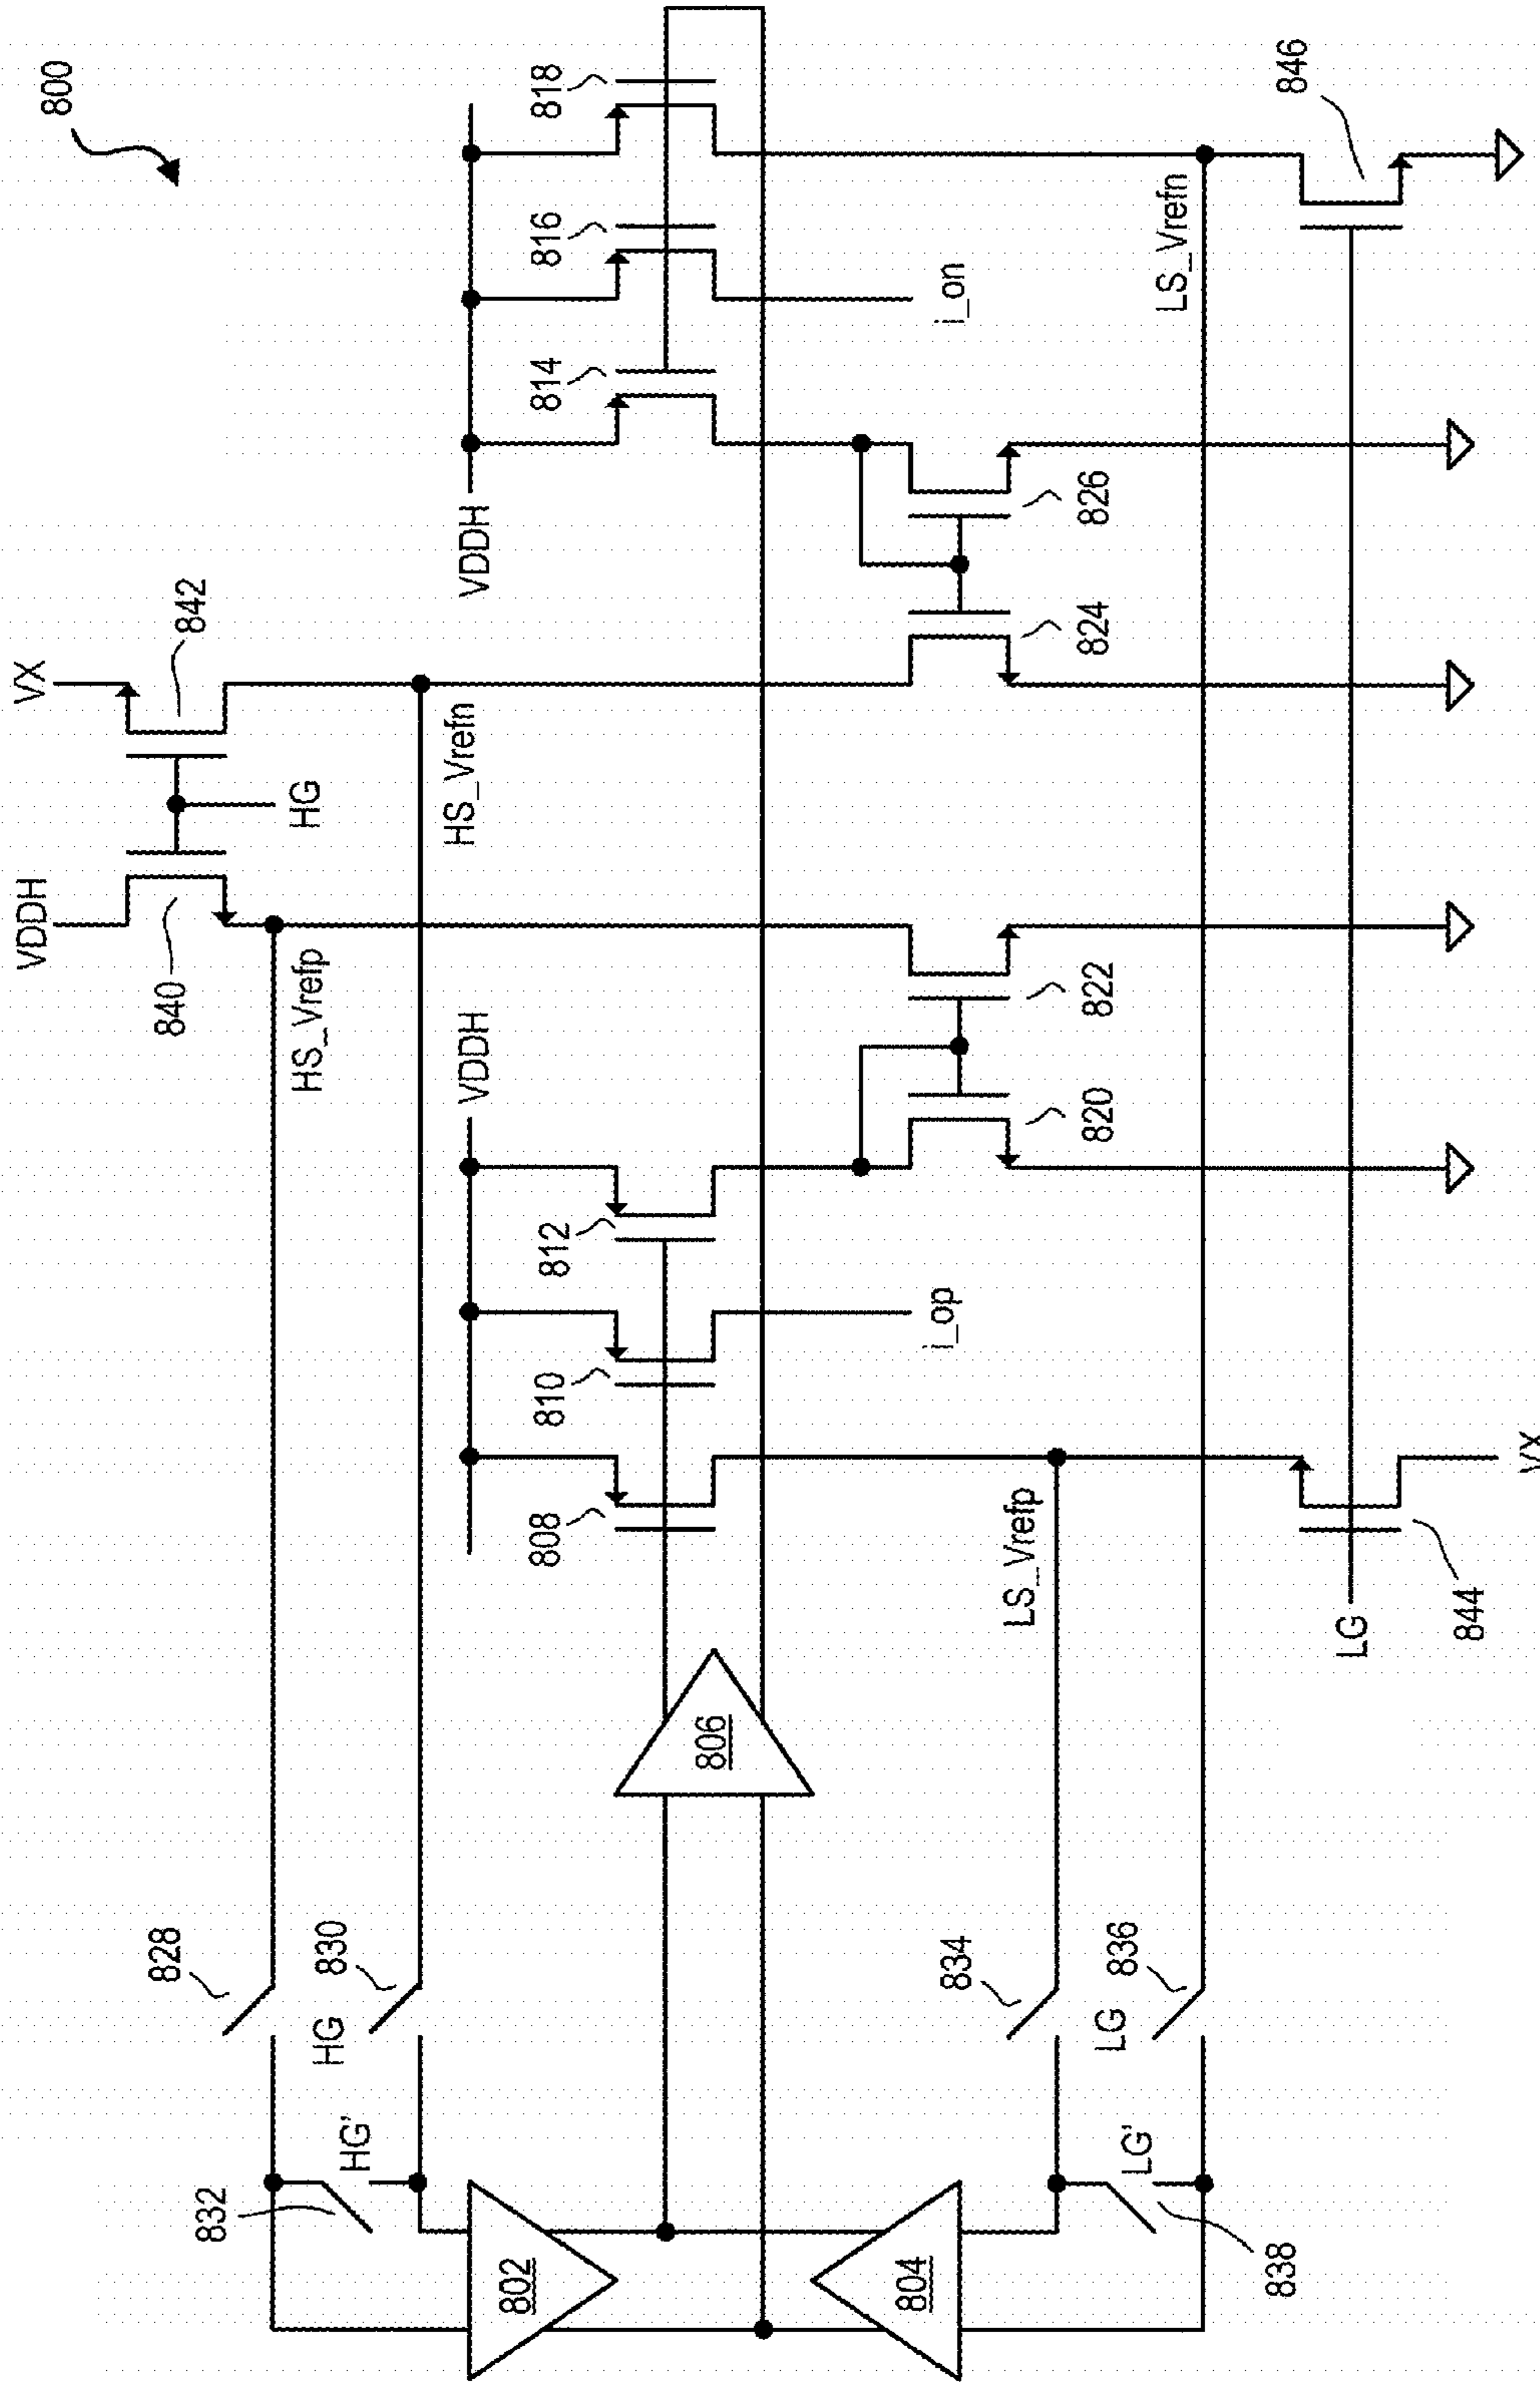 800
VX
842
VDDH
840
HG
HS_Vrefp
HS_Vrefn
VDDH
818
816
814
i_on
VDDH
812
810
808
i_op
826
824
822
820
LS_Vrefn
846
LS_Vrefp
VX
844
LG
806
828
830
HG
832
HG'
802
834
836
LG
LG'
838
804